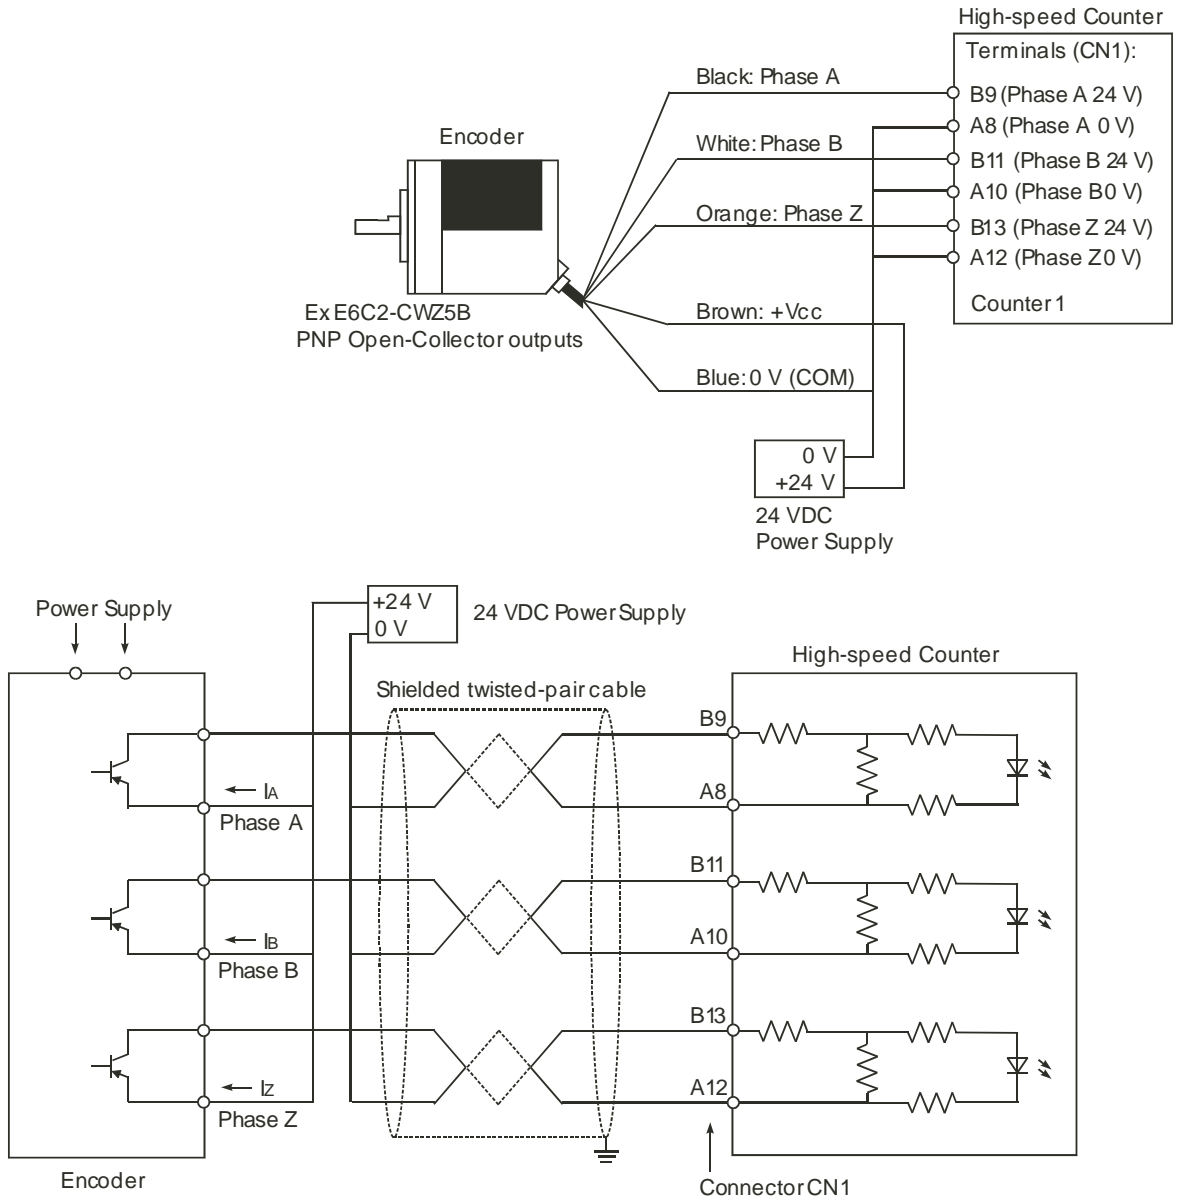 High-speed Counter
Terminals (CN1):
Black: Phase A
B9 (Phase A 24 V)
A8 (Phase A 0 V)
Encoder
White: Phase B
B11 (Phase B 24 V)
A10 (Phase B 0 V)
Orange: Phase Z
B13 (Phase Z 24 V)
A12 (Phase Z 0 V)
Ex E6C2-CWZ5B
Brown: +Vcc
Counter 1
PNP Open-Collector outputs
Blue: 0 V (COM)
0 V
+24 V
24 VDC
Power Supply
Power Supply
+24 V
0 V
24 VDC Power Supply
High-speed Counter
Shielded twisted-pair cable
B9
IA
A8
Phase A
B11
IB
A10
Phase B
B13
IZ
A12
Phase Z
Encoder
Connector CN1